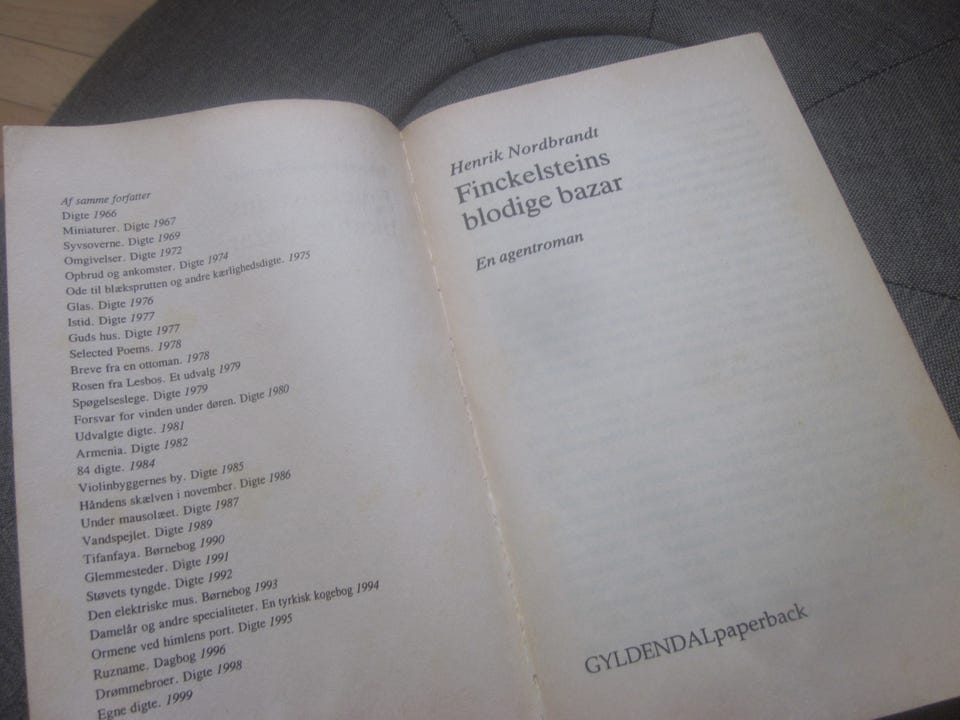 Af samme forfatter
Digte 1966
Miniaturer. Digte 1967
Syvsoverne. Digte 1969
Omgivelser. Digte 1972
Opbrud og ankomster. Digte 1974
Ode til blæksprutten og andre kærlighedsdigte. 1975
Glas. Digte 1976
Istid. Digte 1977
Guds hus. Digte 1977
Selected Poems. 1978
Breve fra en ottoman. 1978
Rosen fra Lesbos. Et udvalg 1979
Spøgelseslege. Digte 1979
Forsvar for vinden under døren. Digte 1980
Udvalgte digte. 1981
Armenia. Digte 1982
84 digte. 1984
Violinbyggernes by. Digte 1985
Håndens skælven i november. Digte 1986
Under mausolæet. Digte 1987
Vandspejlet. Digte 1989
Tifanfaya. Børnebog 1990
Glemmesteder. Digte 1991
Støvets tyngde. Digte 1992
Den elektriske mus. Børnebog 1993
Damelår og andre specialiteter. En tyrkisk kogebog 1994
Ormene ved himlens port. Digte 1995
Ruzname. Dagbog 1996
Drømmebroer. Digte 1998
Egne digte. 1999
Henrik Nordbrandt
Finckelsteins
blodige bazar
En agentroman
GYLDENDALpaperback